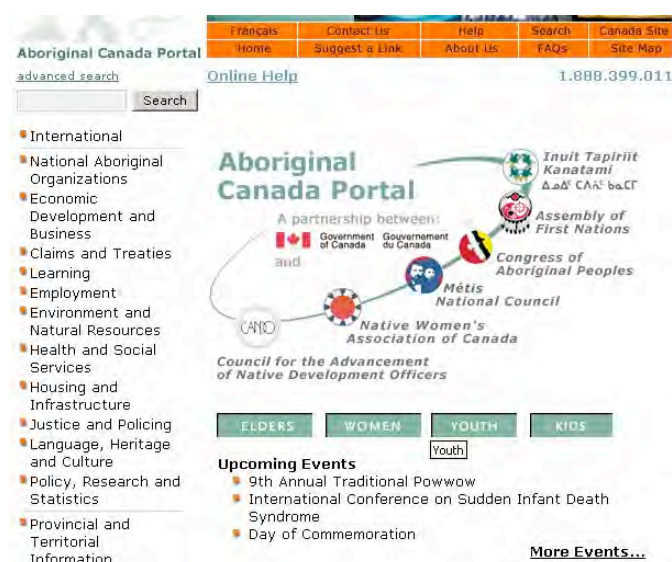 Français Contact Us Help Search Canada Site
Home Suggest a Link About Us FAQs Site Map
Aboriginal Canada Portal
advanced search
Search
International
National Aboriginal
Organizations
Economic
Development and
Business
Claims and Treaties
Learning
Employment
Environment and
Natural Resources
Health and Social
Services
Housing and
Infrastructure
Justice and Policing
Language, Heritage
and Culture
Policy, Research and
Statistics
Provincial and
Territorial
Information
Online Help 1.888.399.011
Aboriginal
Canada Portal
A partnership between:
Government of Canada Gouvernement du Canada
and
Inuit Tapiriit
Kanatami
ᐃᓄᐃᑦ ᑕᐱᕇᑦ ᑲᓇᑕᒥ
Assembly of
First Nations
Congress of
Aboriginal Peoples
Métis
National Council
Native Women's
Association of Canada
CANDO
Council for the Advancement
of Native Development Officers
ELDERS WOMEN YOUTH KIDS
Youth
Upcoming Events
9th Annual Traditional Powwow
International Conference on Sudden Infant Death
Syndrome
Day of Commemoration
More Events...